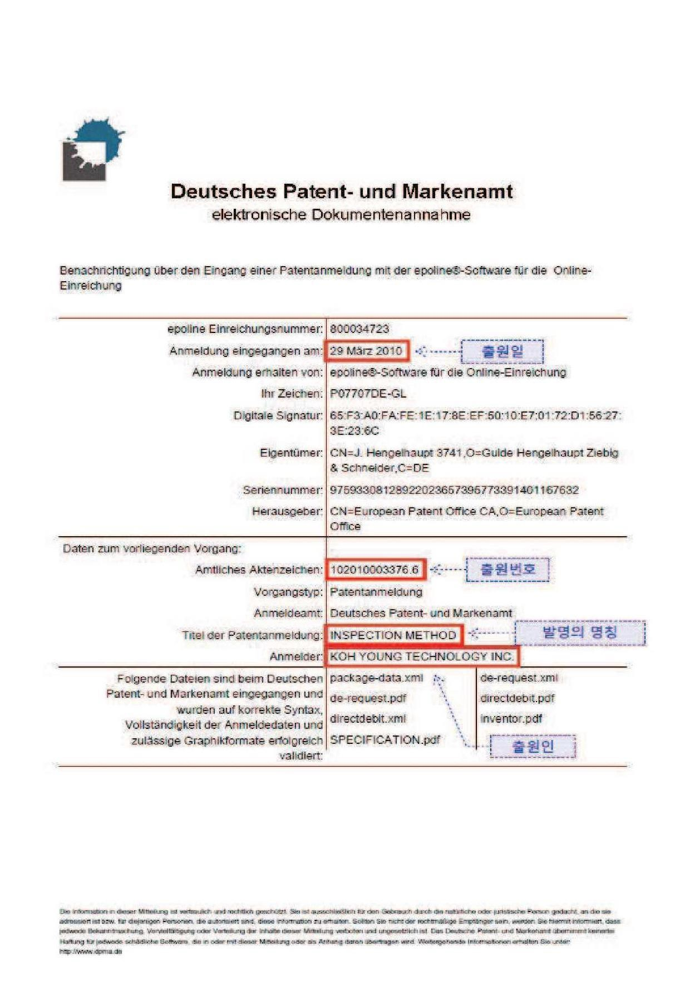 Deutsches Patent- und Markenamt
elektronische Dokumentenannahme
Benachrichtigung über den Eingang einer Patentanmeldung mit der epoline®-Software für die Online-
Einreichung
epoline Einreichungsnummer: 800034723
Anmeldung eingegangen am: 29 März 2010 출원일
Anmeldung erhalten von: epoline®-Software für die Online-Einreichung
Ihr Zeichen: P07707DE-GL
Digitale Signatur: 65:F3:A0:FA:FE:1E:17:8E:EF:50:10:E7:01:72:D1:56:27:
3E:23:6C
Eigentümer: CN=J. Hengelhaupt 3741,O=Gulde Hengelhaupt Ziebig
& Schneider,C=DE
Seriennummer: 97593308128922023657395773391401167632
Herausgeber: CN=European Patent Office CA,O=European Patent
Office
Daten zum vorliegenden Vorgang:
Amtliches Aktenzeichen: 102010003376.6 출원번호
Vorgangstyp: Patentanmeldung
Anmeldeamt: Deutsches Patent- und Markenamt
Titel der Patentanmeldung: INSPECTION METHOD 발명의 명칭
Anmelder: KOH YOUNG TECHNOLOGY INC.
Folgende Dateien sind beim Deutschen package-data.xml de-request.xml
Patent- und Markenamt eingegangen und de-request.pdf directdebit.pdf
wurden auf korrekte Syntax,
Vollständigkeit der Anmeldedaten und directdebit.xml inventor.pdf
zulässige Graphikformate erfolgreich SPECIFICATION.pdf 출원인
validiert:
Die Information in dieser Mitteilung ist vertraulich und rechtlich geschützt. Sie ist ausschließlich für den Gebrauch durch die natürliche oder juristische Person gedacht, an die sie
adressiert ist bzw. für diejenigen Personen, die autorisiert sind, diese Information zu erhalten. Sollten Sie nicht der rechtmäßige Empfänger sein, werden Sie hiermit informiert, dass
jedwede Bekanntmachung, Vervielfältigung oder Verteilung der Inhalte dieser Mitteilung verboten und ungesetzlich ist. Das Deutsche Patent- und Markenamt übernimmt keinerlei
Haftung für jedwede schädliche Software, die in oder mit dieser Mitteilung oder als Anhang daran übertragen wird. Weitergehende Informationen erhalten Sie unter:
http://www.dpma.de